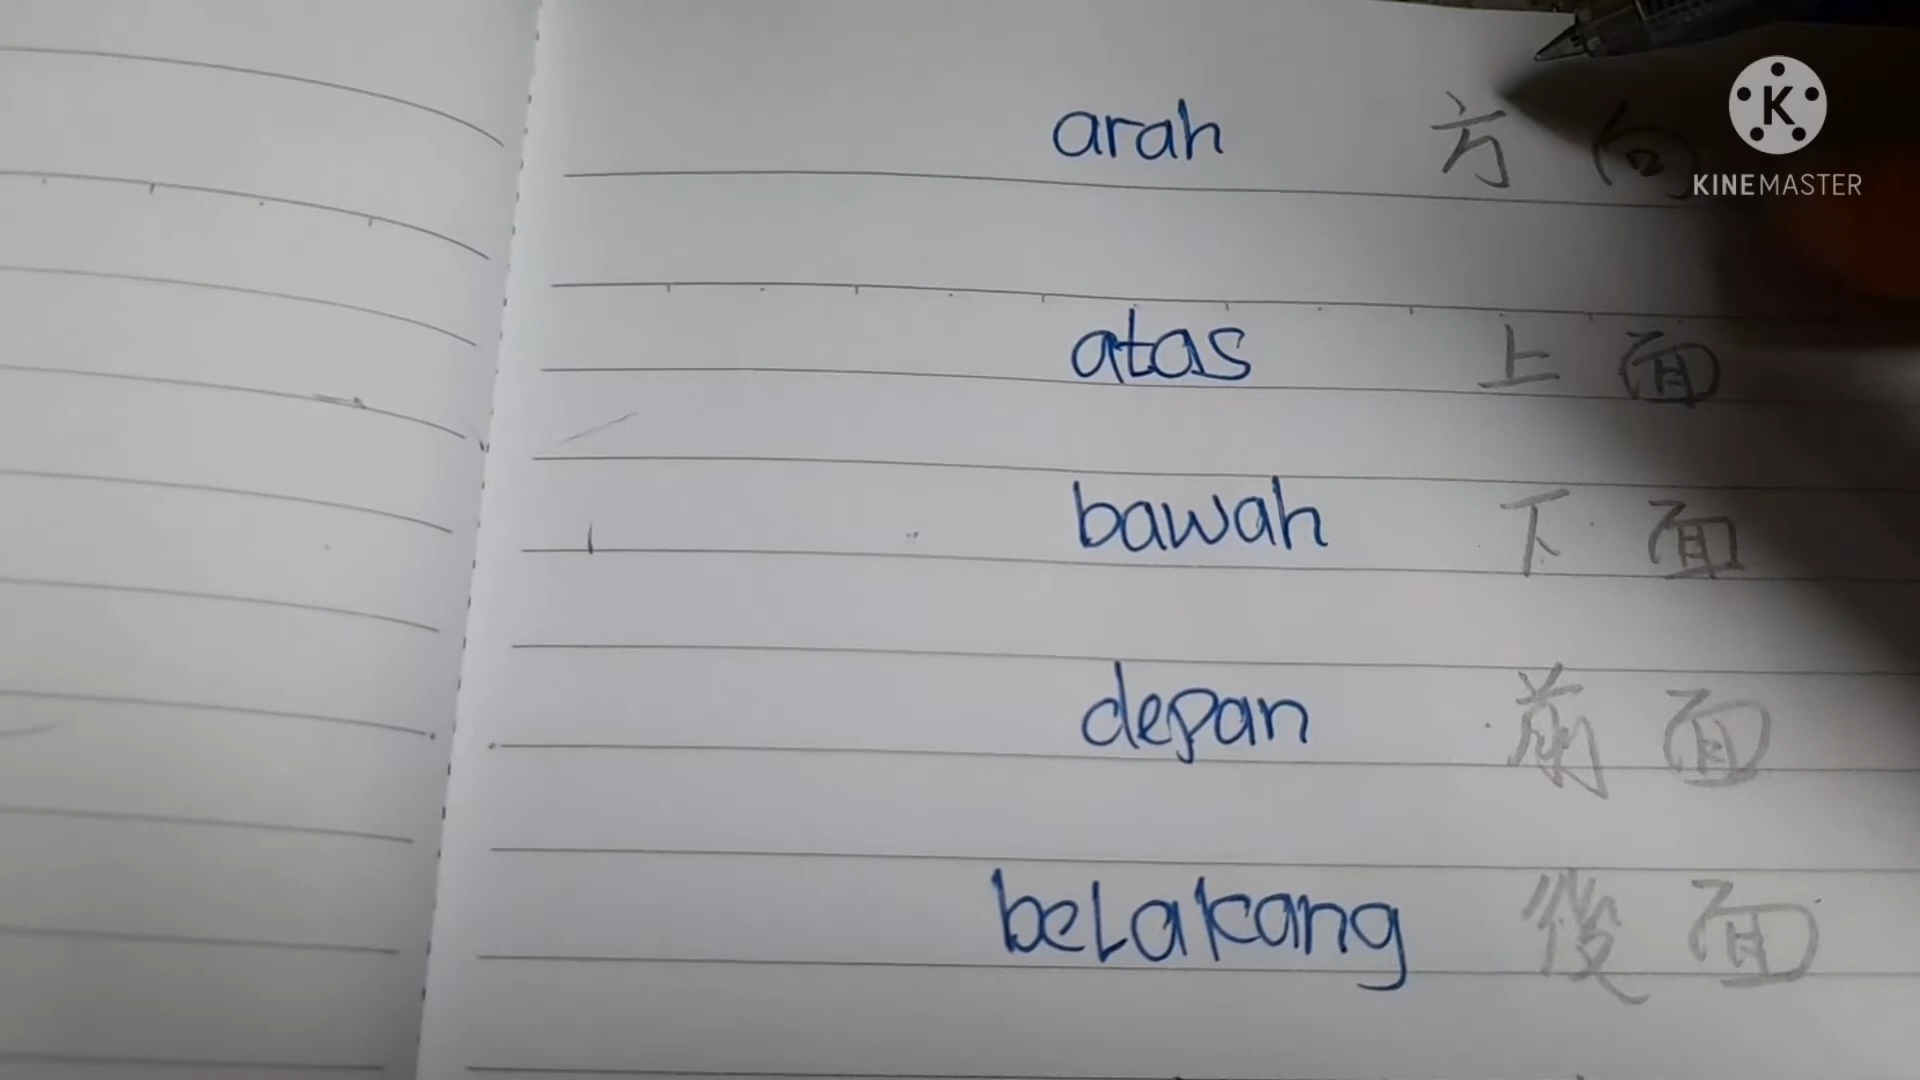 arah 方向
KINEMASTER
atas 上面
bawah 下面
depan 前面
belakang 後面